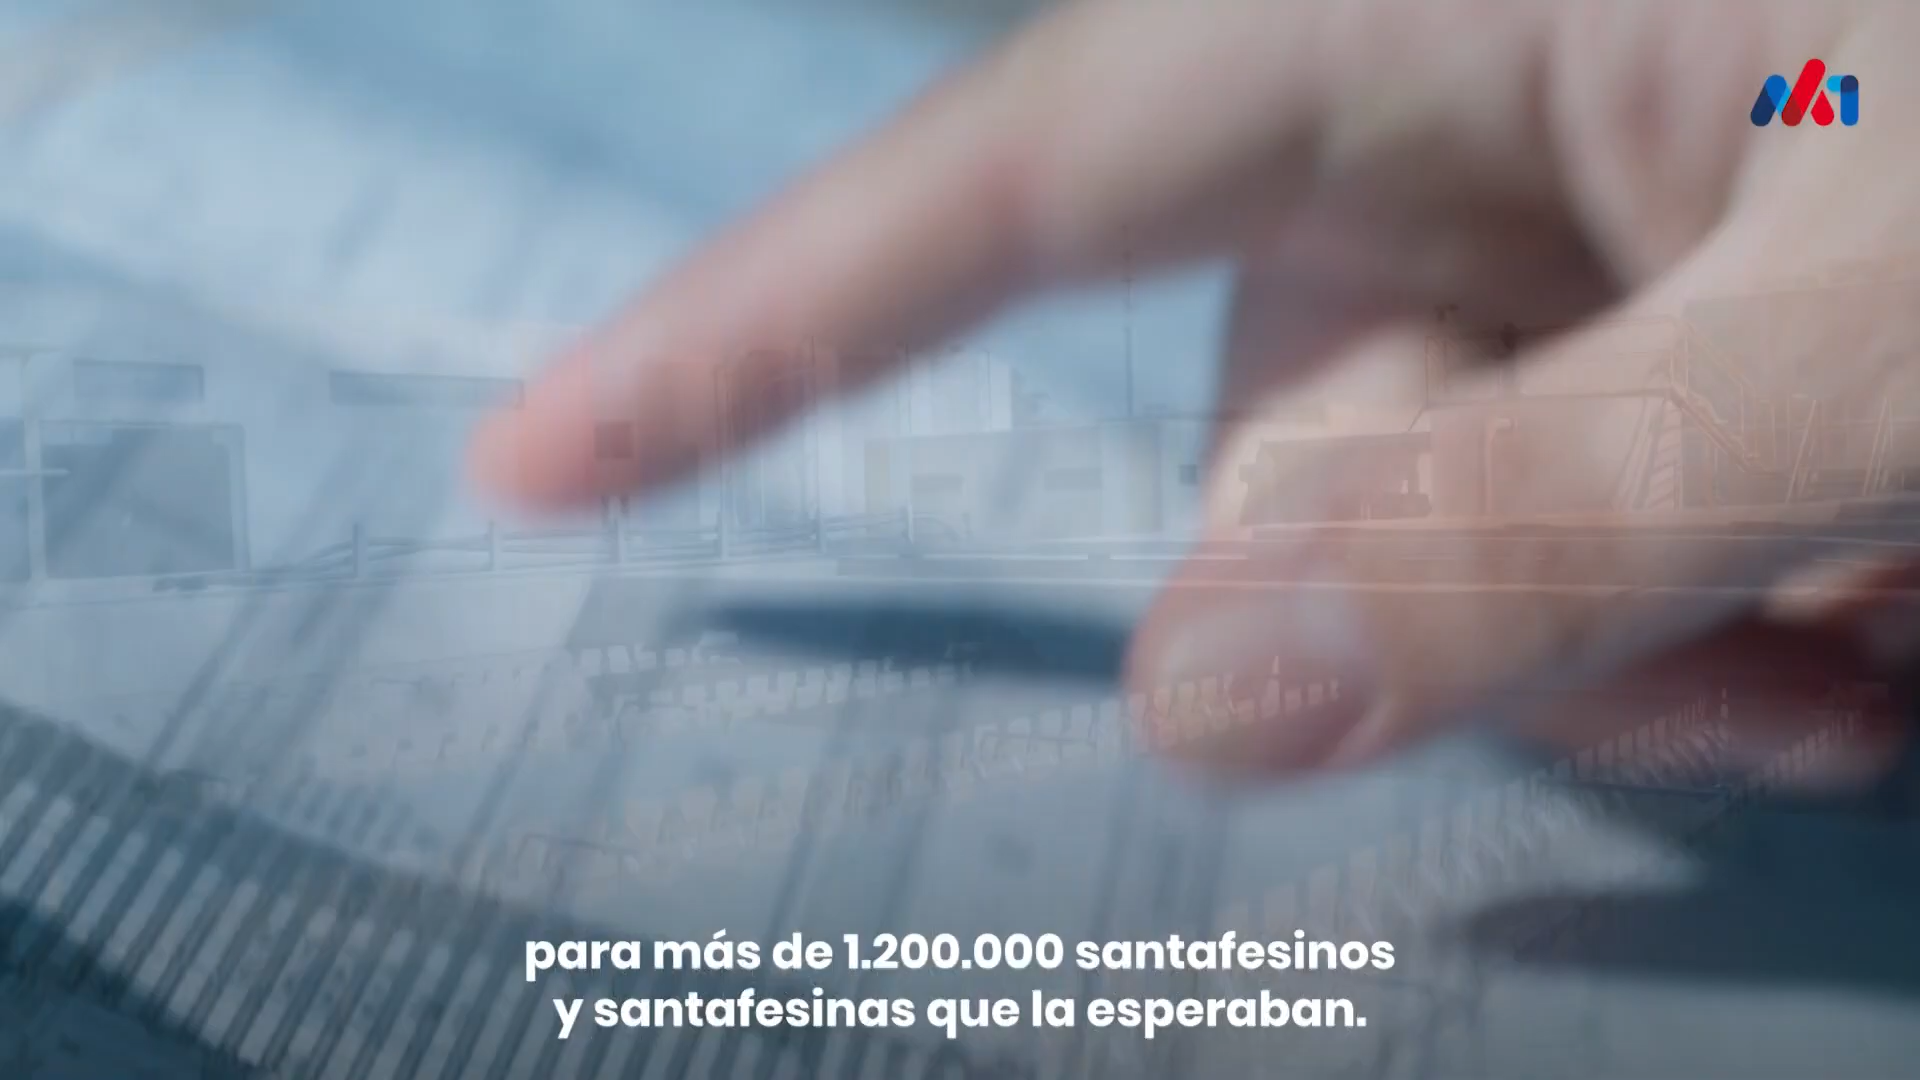 para más de 1.200.000 santafesinos
y santafesinas que la esperaban.